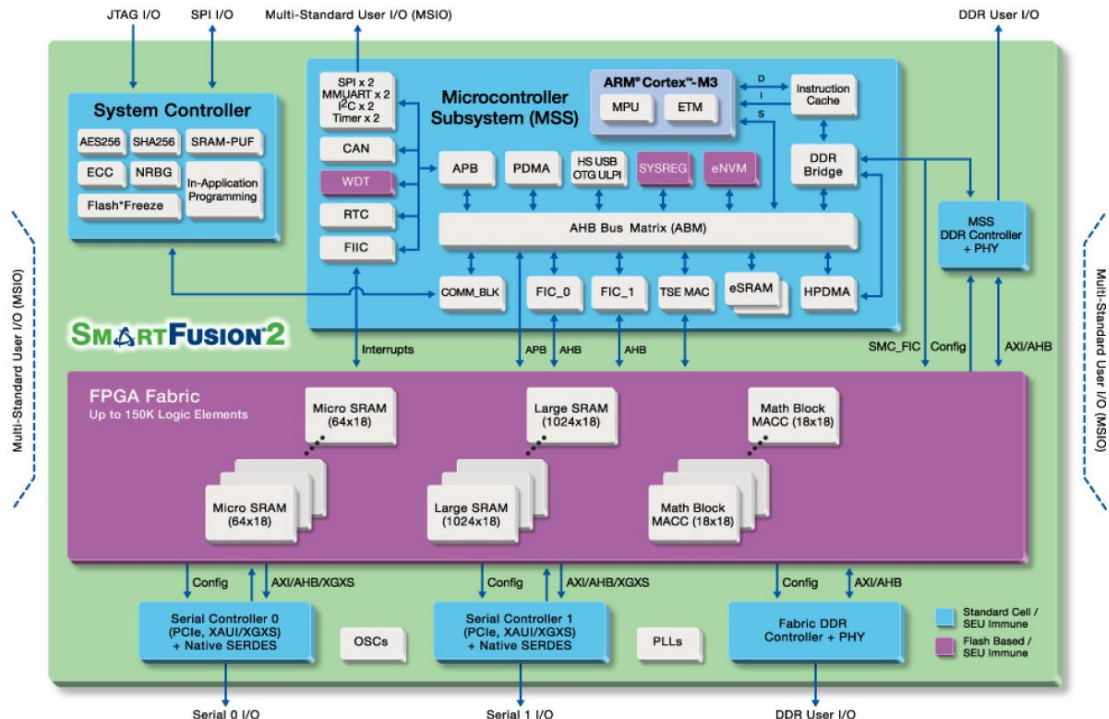 JTAG I/O
SPI I/O
Multi-Standard User I/O (MSIO)
DDR User I/O
System Controller
AES256
SHA256
SRAM-PUF
ECC
NRBG
In-Application
Programming
Flash*Freeze
SPI x 2
MMUART x 2
I²C x 2
Timer x 2
CAN
WDT
RTC
FIIC
Microcontroller
Subsystem (MSS)
ARM® Cortex™-M3
MPU
ETM
D
I
S
Instruction
Cache
DDR
Bridge
APB
PDMA
HS USB
OTG ULPI
SYSREG
eNVM
AHB Bus Matrix (ABM)
COMM_BLK
FIC_0
FIC_1
TSE MAC
eSRAM
HPDMA
MSS
DDR Controller
+ PHY
Multi-Standard User I/O (MSIO)
Multi-Standard User I/O (MSIO)
SMARTFUSION®2
Interrupts
APB
AHB
AHB
SMC_FIC
Config
AXI/AHB
FPGA Fabric
Up to 150K Logic Elements
Micro SRAM
(64x18)
Large SRAM
(1024x18)
Math Block
MACC (18x18)
Micro SRAM
(64x18)
Large SRAM
(1024x18)
Math Block
MACC (18x18)
Config
AXI/AHB/XGXS
Config
AXI/AHB/XGXS
Config
AXI/AHB
Serial Controller 0
(PCIe, XAUI/XGXS)
+ Native SERDES
OSCs
Serial Controller 1
(PCIe, XAUI/XGXS)
+ Native SERDES
PLLs
Fabric DDR
Controller + PHY
Standard Cell /
SEU Immune
Flash Based /
SEU Immune
Serial 0 I/O
Serial 1 I/O
DDR User I/O